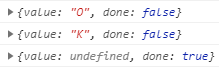 ▶ {value: "O", done: false}
▶ {value: "K", done: false}
▶ {value: undefined, done: true}